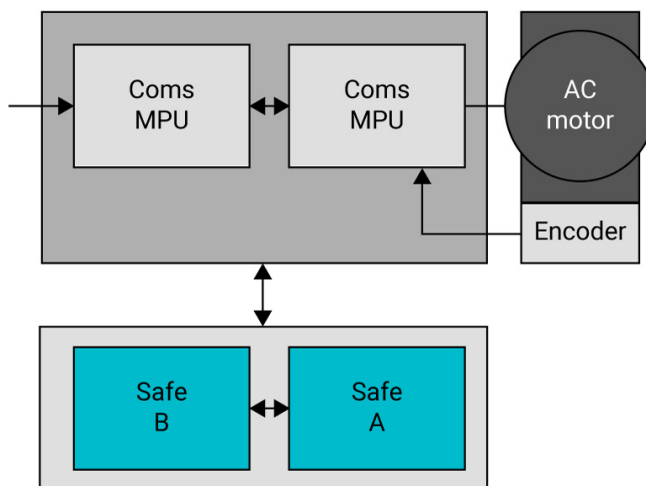 Coms
MPU
Coms
MPU
AC
motor
Encoder
Safe
B
Safe
A